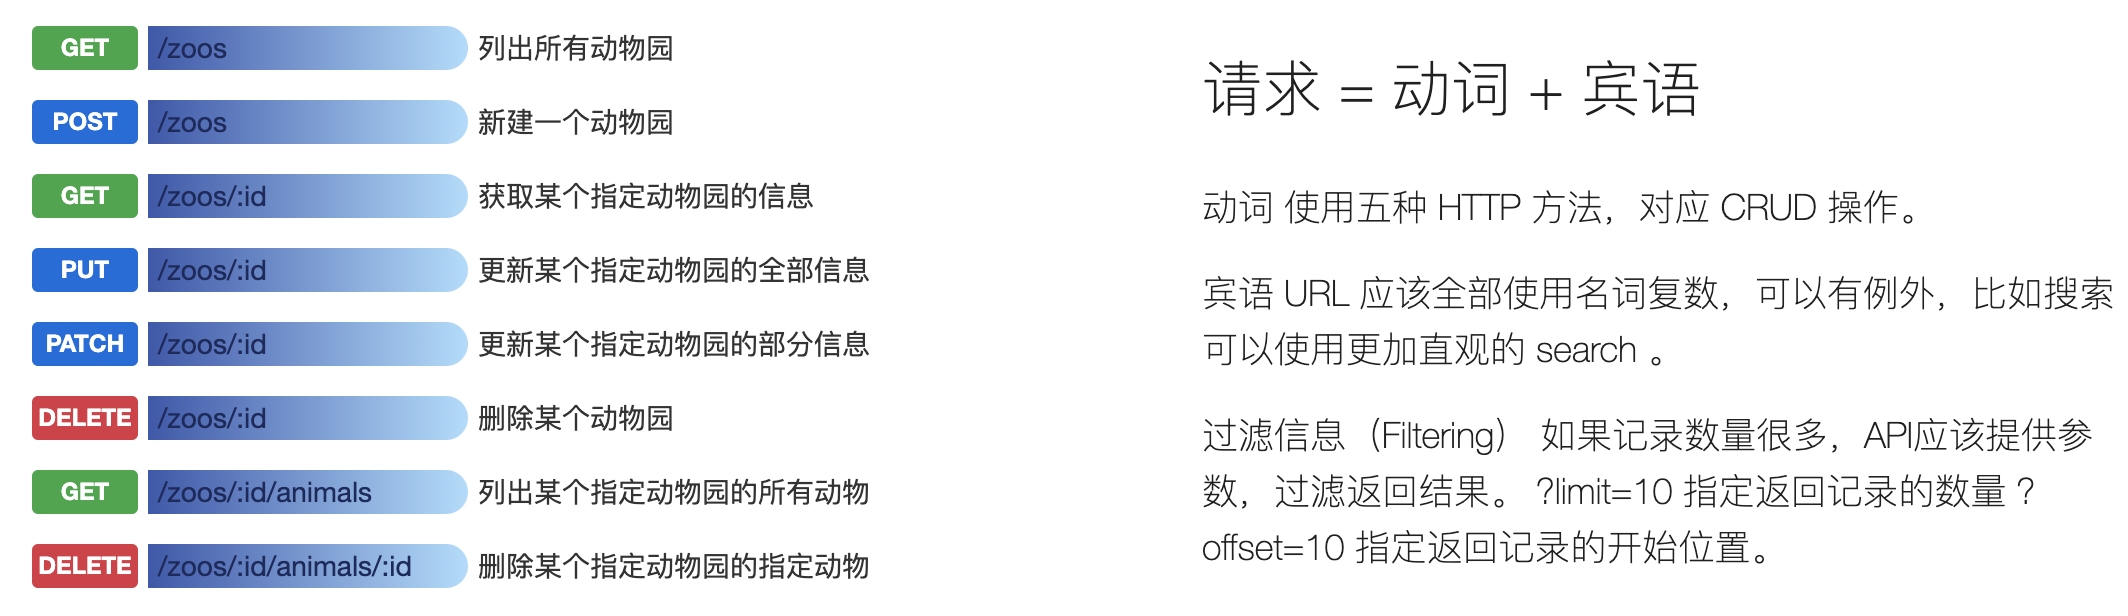 GET /zoos 列出所有动物园
POST /zoos 新建一个动物园
GET /zoos/:id 获取某个指定动物园的信息
PUT /zoos/:id 更新某个指定动物园的全部信息
PATCH /zoos/:id 更新某个指定动物园的部分信息
DELETE /zoos/:id 删除某个动物园
GET /zoos/:id/animals 列出某个指定动物园的所有动物
DELETE /zoos/:id/animals/:id 删除某个指定动物园的指定动物
请求 = 动词 + 宾语
动词 使用五种 HTTP 方法，对应 CRUD 操作。
宾语 URL 应该全部使用名词复数，可以有例外，比如搜索
可以使用更加直观的 search 。
过滤信息（Filtering） 如果记录数量很多，API应该提供参
数，过滤返回结果。 ?limit=10 指定返回记录的数量 ?
offset=10 指定返回记录的开始位置。